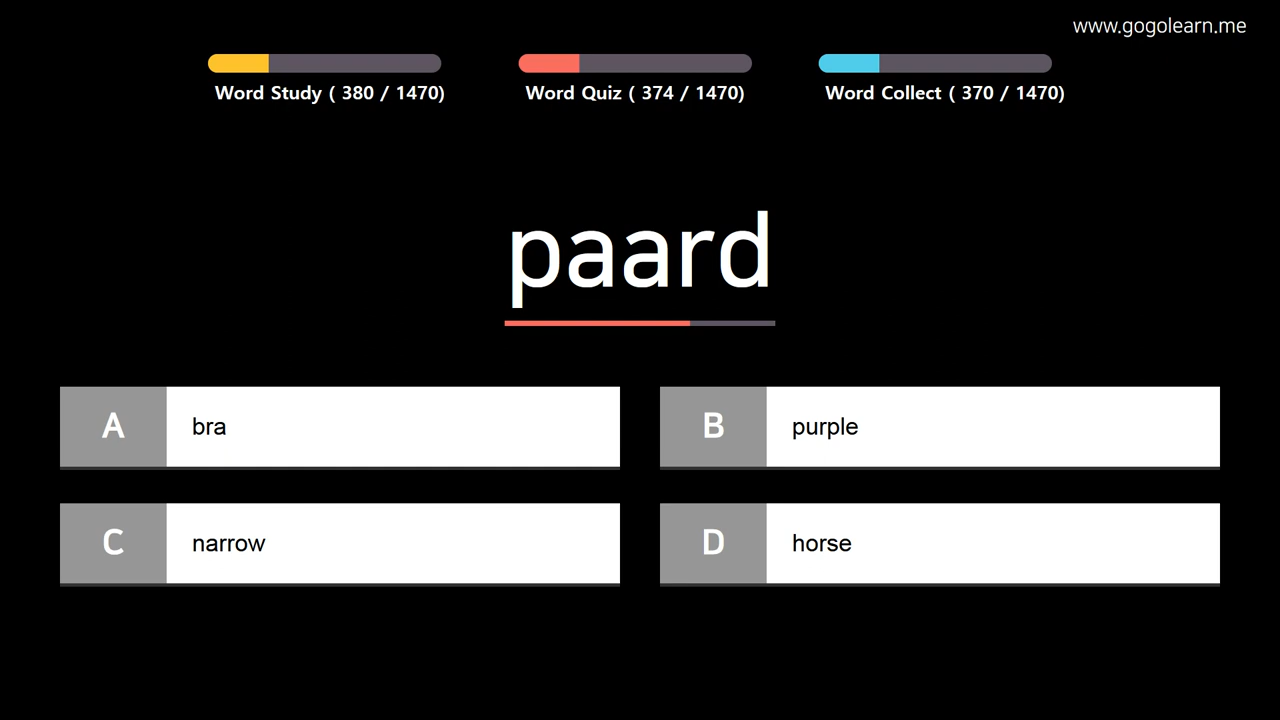 www.gogolearn.me
Word Study ( 380 / 1470)
Word Quiz ( 374 / 1470)
Word Collect ( 370 / 1470)
paard
A bra
B purple
C narrow
D horse